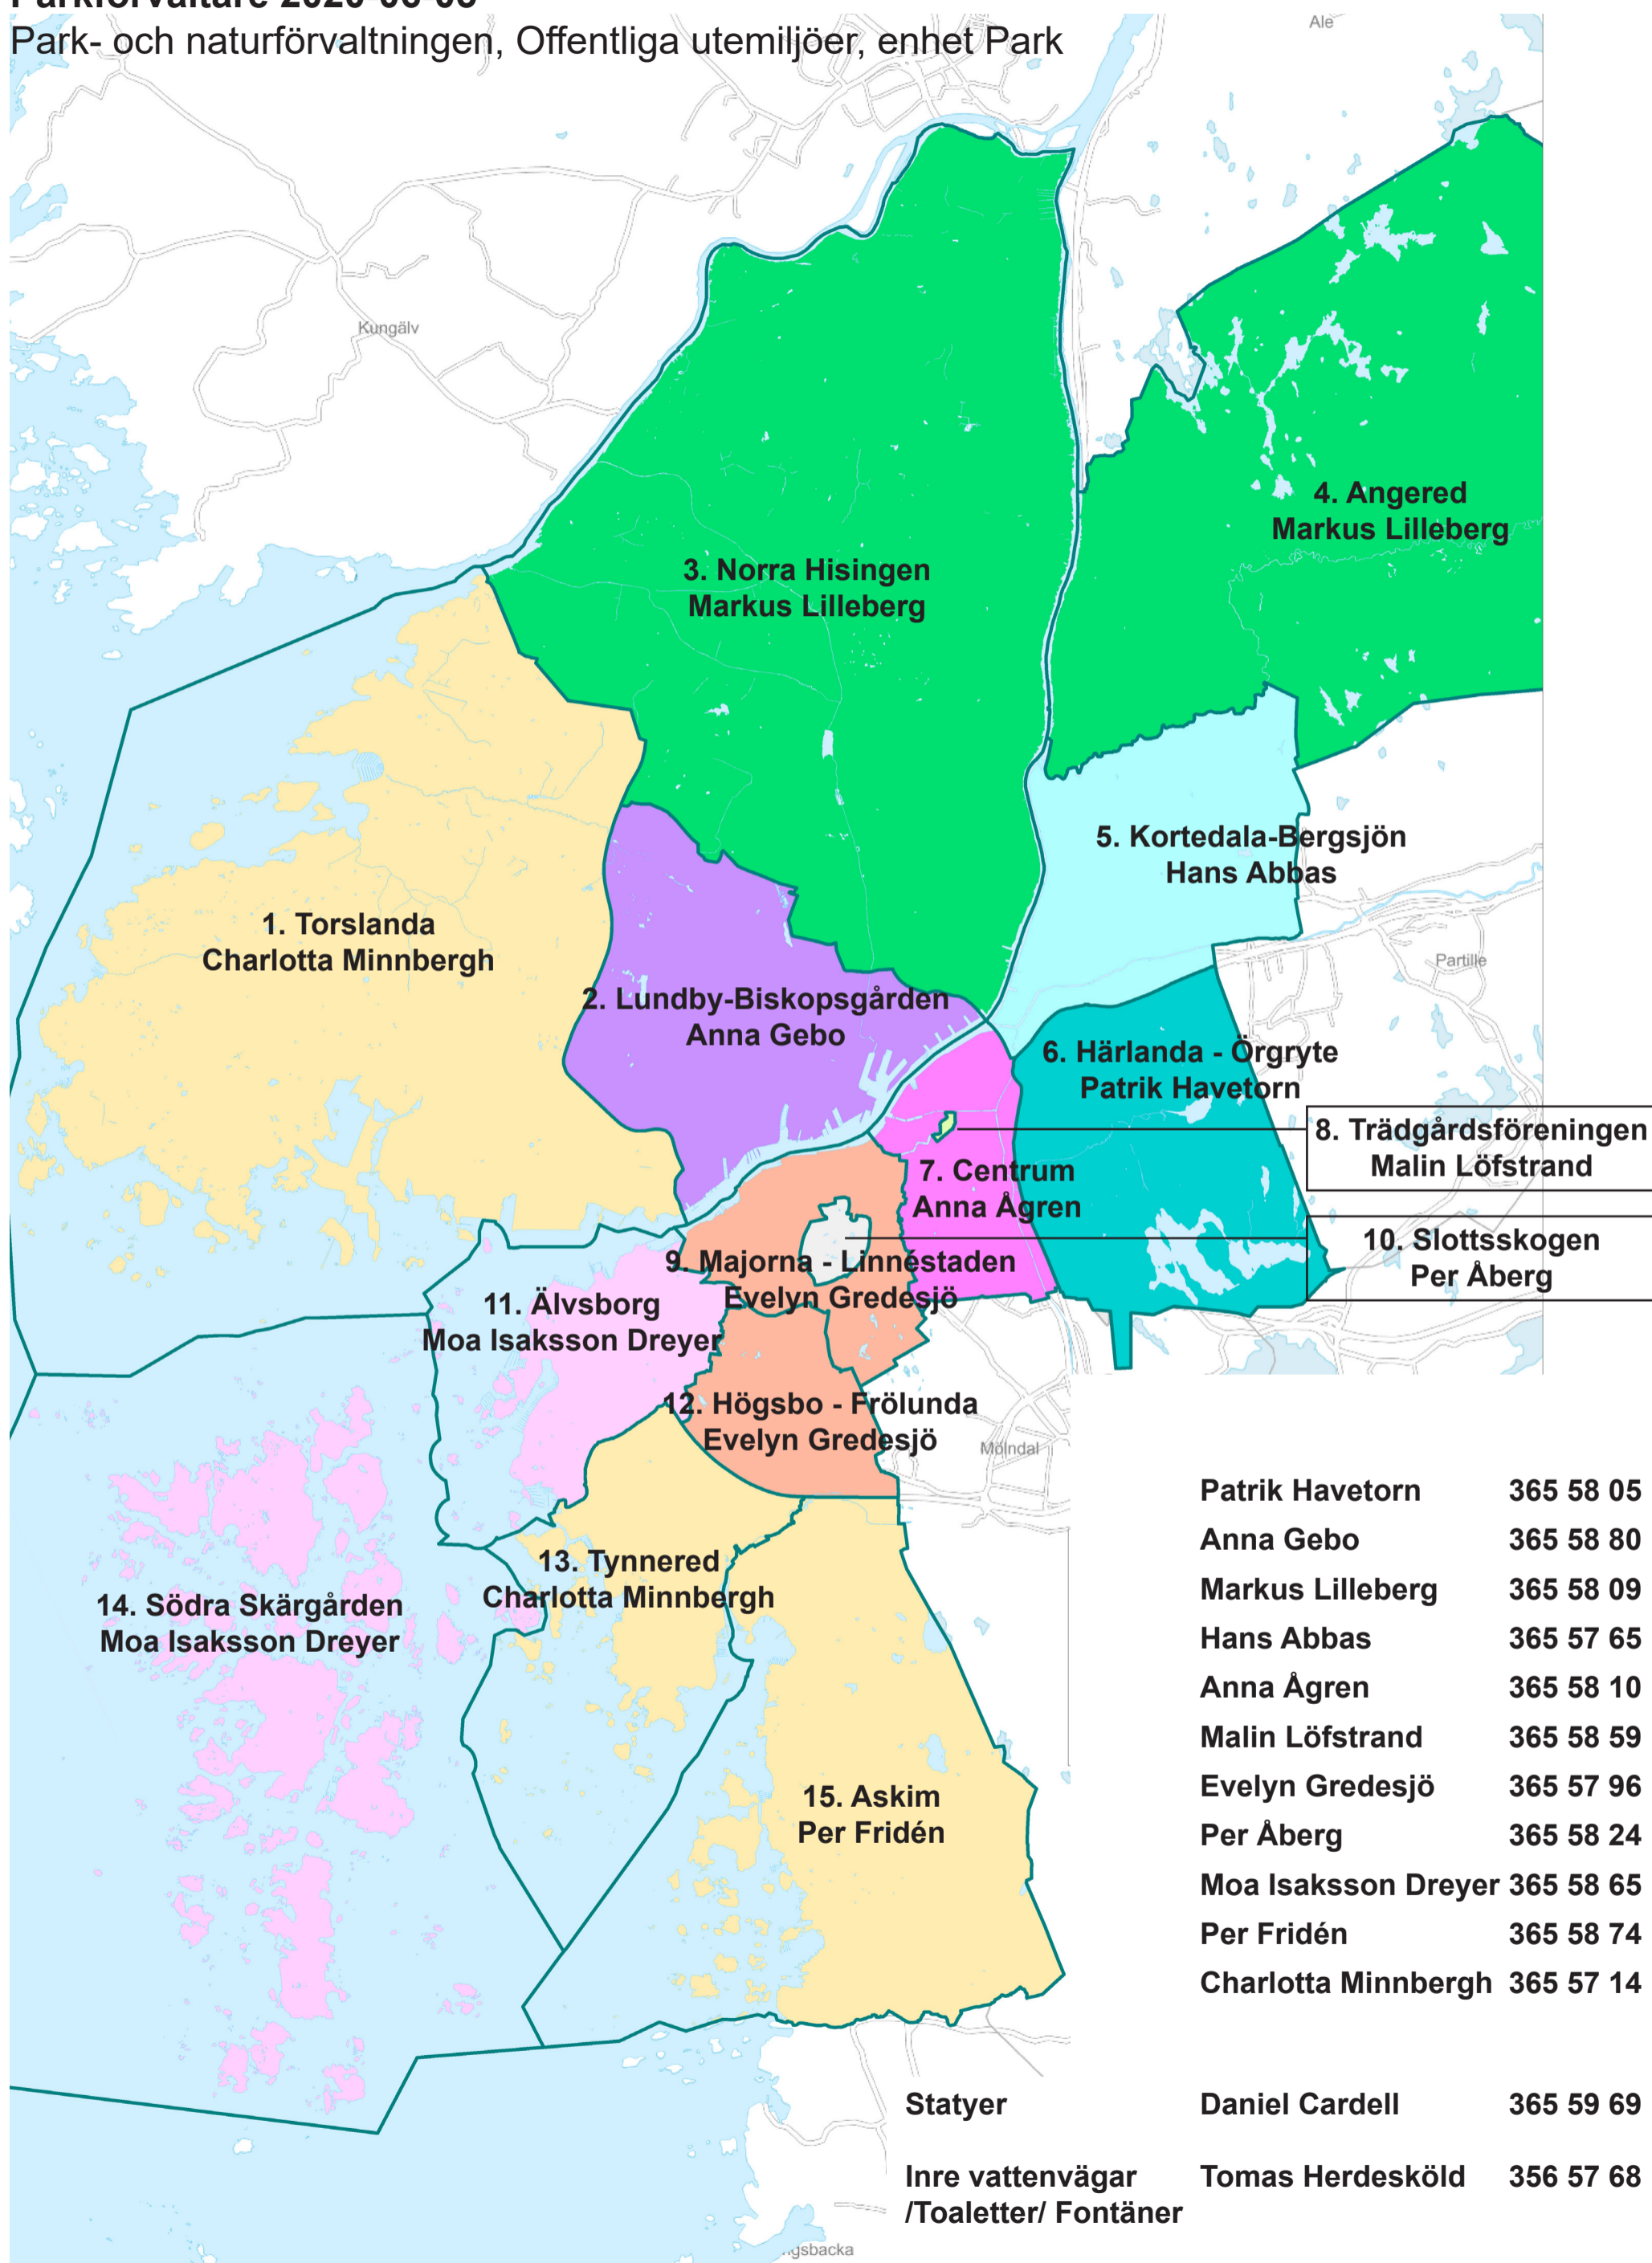 Park- och naturförvaltningen, Offentliga utemiljöer, enhet Park
Ale
Kungälv
4. Angered
Markus Lilleberg
3. Norra Hisingen
Markus Lilleberg
5. Kortedala-Bergsjön
Hans Abbas
1. Torslanda
Charlotta Minnbergh
Partille
2. Lundby-Biskopsgården
Anna Gebo
6. Härlanda - Örgryte
Patrik Havetorn
8. Trädgårdsföreningen
Malin Löfstrand
7. Centrum
Anna Ågren
10. Slottsskogen
Per Åberg
9. Majorna - Linnéstaden
Evelyn Gredesjö
11. Älvsborg
Moa Isaksson Dreyer
12. Högsbo - Frölunda
Evelyn Gredesjö
Mölndal
13. Tynnered
Charlotta Minnbergh
14. Södra Skärgården
Moa Isaksson Dreyer
15. Askim
Per Fridén
Patrik Havetorn 365 58 05
Anna Gebo 365 58 80
Markus Lilleberg 365 58 09
Hans Abbas 365 57 65
Anna Ågren 365 58 10
Malin Löfstrand 365 58 59
Evelyn Gredesjö 365 57 96
Per Åberg 365 58 24
Moa Isaksson Dreyer 365 58 65
Per Fridén 365 58 74
Charlotta Minnbergh 365 57 14
Statyer Daniel Cardell 365 59 69
Inre vattenvägar Tomas Herdesköld 356 57 68
/Toaletter/ Fontäner